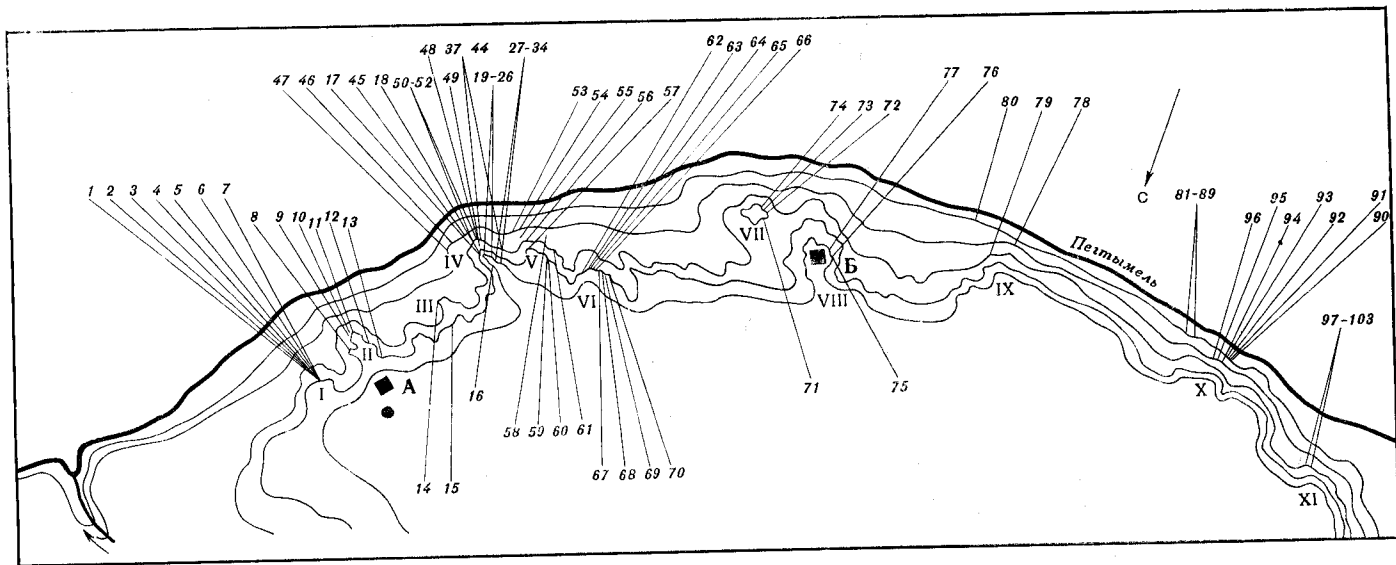 48 37 44 27-34
62 63 64 65 66
47 46 17 45 18 50-52 49 19-26
53 54 55 56 57
77 76
74 73 72
80 79 78
1 2 3 4 5 6 7
8 9 10 11 12 13
С
81-89
96 95 94 93 92 91 90
Пегтымель
IV V VI VII VIII Б IX
III
II
I А
X
XI
97-103
16
71 75
58 59 60 61
67 68 69 70
14 15